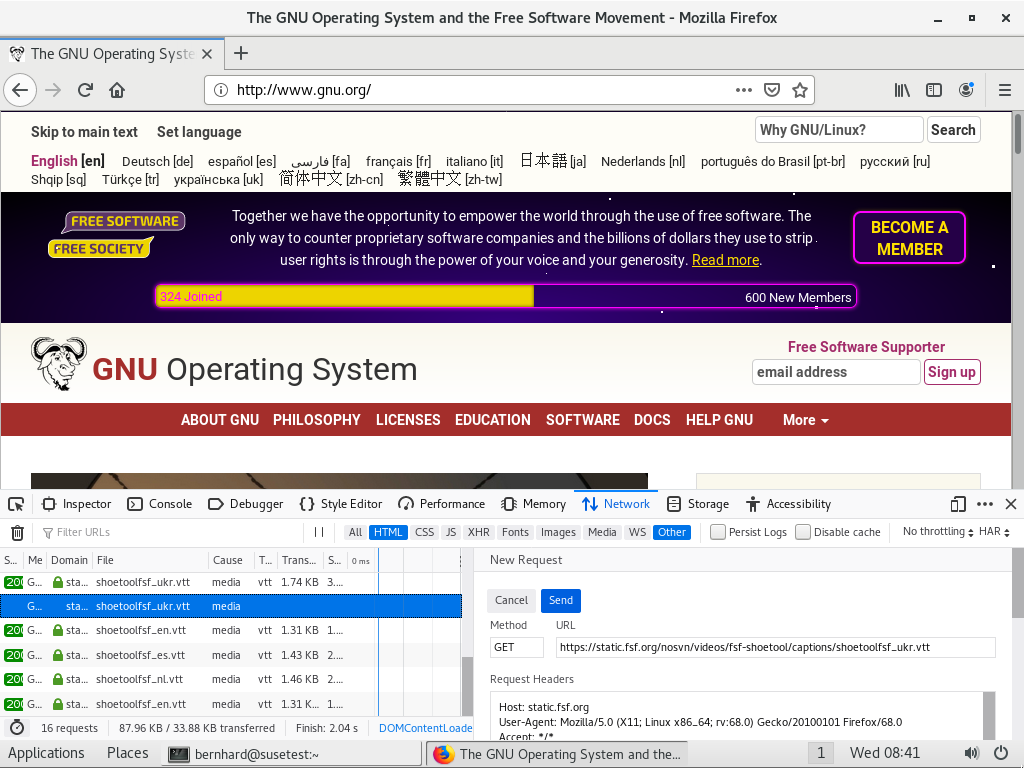 The GNU Operating System and the Free Software Movement - Mozilla Firefox
The GNU Operating Syste
http://www.gnu.org/
Skip to main text Set language
Why GNU/Linux? Search
English [en] Deutsch [de] español [es] فارسی [fa] français [fr] italiano [it] 日本語 [ja] Nederlands [nl] português do Brasil [pt-br] русский [ru]
Shqip [sq] Türkçe [tr] українська [uk] 简体中文 [zh-cn] 繁體中文 [zh-tw]
FREE SOFTWARE
FREE SOCIETY
Together we have the opportunity to empower the world through the use of free software. The
only way to counter proprietary software companies and the billions of dollars they use to strip
user rights is through the power of your voice and your generosity. Read more.
BECOME A
MEMBER
324 Joined 600 New Members
GNU Operating System
Free Software Supporter
email address Sign up
ABOUT GNU PHILOSOPHY LICENSES EDUCATION SOFTWARE DOCS HELP GNU More
Inspector Console Debugger Style Editor Performance Memory Network Storage Accessibility
Filter URLs All HTML CSS JS XHR Fonts Images Media WS Other Persist Logs Disable cache No throttling HAR
S... Me Domain File Cause T... Trans... S... 0 ms
200 G... sta... shoetoolfsf_ukr.vtt media vtt 1.74 KB 3....
G... sta... shoetoolfsf_ukr.vtt media
200 G... sta... shoetoolfsf_en.vtt media vtt 1.31 KB 1....
200 G... sta... shoetoolfsf_es.vtt media vtt 1.43 KB 2....
200 G... sta... shoetoolfsf_nl.vtt media vtt 1.46 KB 2....
200 G... sta... shoetoolfsf_en.vtt media vtt 1.31 K... 1....
16 requests 87.96 KB / 33.88 KB transferred Finish: 2.04 s DOMContentLoade
New Request
Cancel Send
Method URL
GET https://static.fsf.org/nosvn/videos/fsf-shoetool/captions/shoetoolfsf_ukr.vtt
Request Headers
Host: static.fsf.org
User-Agent: Mozilla/5.0 (X11; Linux x86_64; rv:68.0) Gecko/20100101 Firefox/68.0
Accept: */*
Applications Places bernhard@susetest:~ The GNU Operating System and the... 1 Wed 08:41